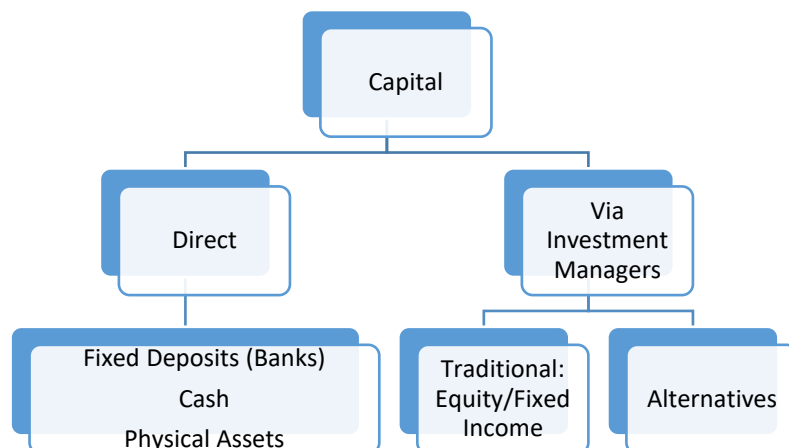 Capital
Direct
Via
Investment
Managers
Fixed Deposits (Banks)
Cash
Physical Assets
Traditional:
Equity/Fixed
Income
Alternatives